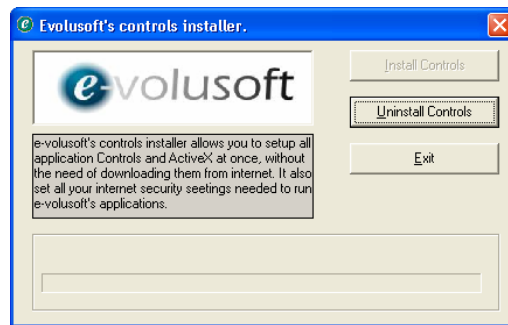 e Evolusoft's controls installer.
e-volusoft
Install Controls
Uninstall Controls
Exit
e-volusoft's controls installer allows you to setup all
application Controls and ActiveX at once, without
the need of downloading them from internet. It also
set all your internet security seetings needed to run
e-volusoft's applications.